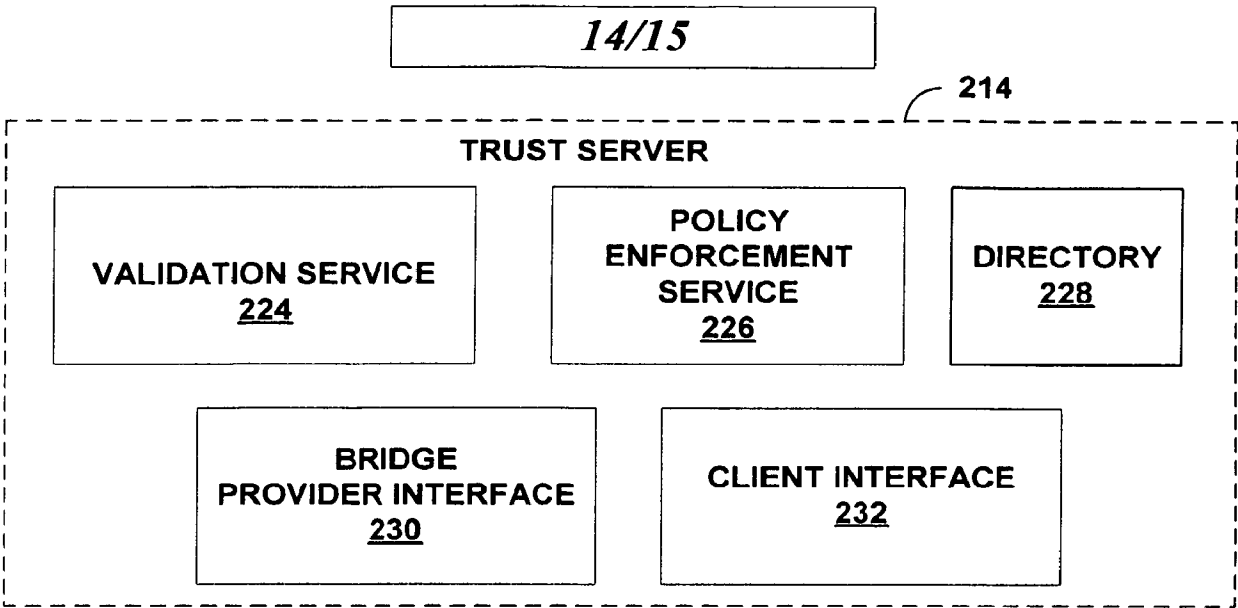 14/15
214
TRUST SERVER
VALIDATION SERVICE
224
POLICY
ENFORCEMENT
SERVICE
226
DIRECTORY
228
BRIDGE
PROVIDER INTERFACE
230
CLIENT INTERFACE
232